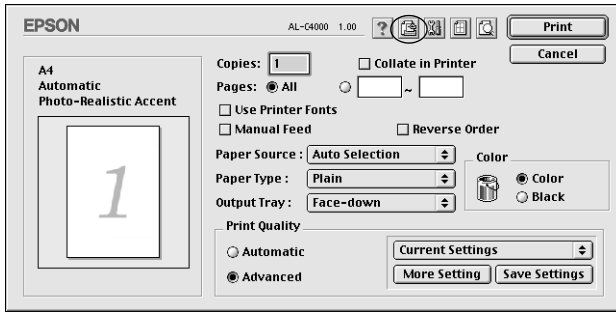 EPSON
AL-C4000 1.00
?
Print
Cancel
A4
Automatic
Photo-Realistic Accent
1
Copies: 1
Collate in Printer
Pages: All
~
Use Printer Fonts
Manual Feed
Reverse Order
Paper Source : Auto Selection
Paper Type : Plain
Output Tray : Face-down
Color
Color
Black
Print Quality
Automatic
Advanced
Current Settings
More Setting
Save Settings